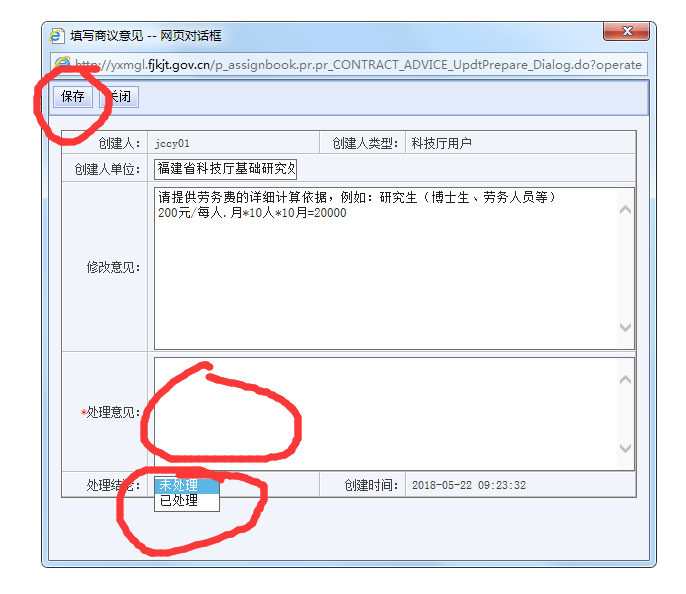 填写商议意见 -- 网页对话框
http://yxmgl.fjkjt.gov.cn/p_assignbook.pr.pr_CONTRACT_ADVICE_UpdtPrepare_Dialog.do?operate
保存 关闭
创建人: jccy01 创建人类型: 科技厅用户
创建人单位: 福建省科技厅基础研究处
修改意见: 请提供劳务费的详细计算依据，例如：研究生（博士生、劳务人员等）
200元/每人.月*10人*10月=20000
*处理意见:
处理结论: 未处理 创建时间: 2018-05-22 09:23:32
已处理